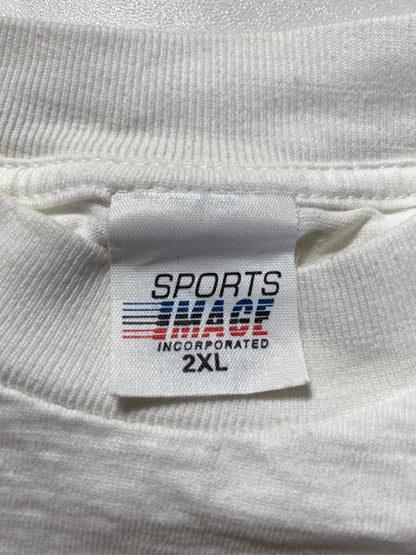 SPORTS
IMAGE
INCORPORATED
2XL